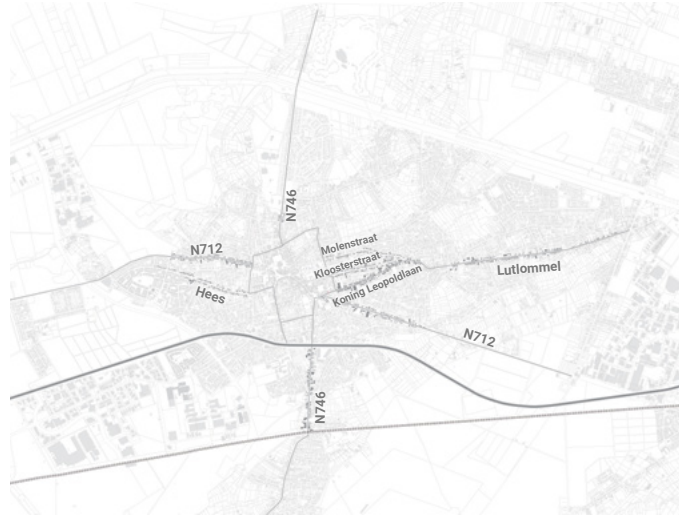 N746
Molenstraat
N712
Kloosterstraat
Lutlommel
Koning Leopoldlaan
Hees
N712
N746